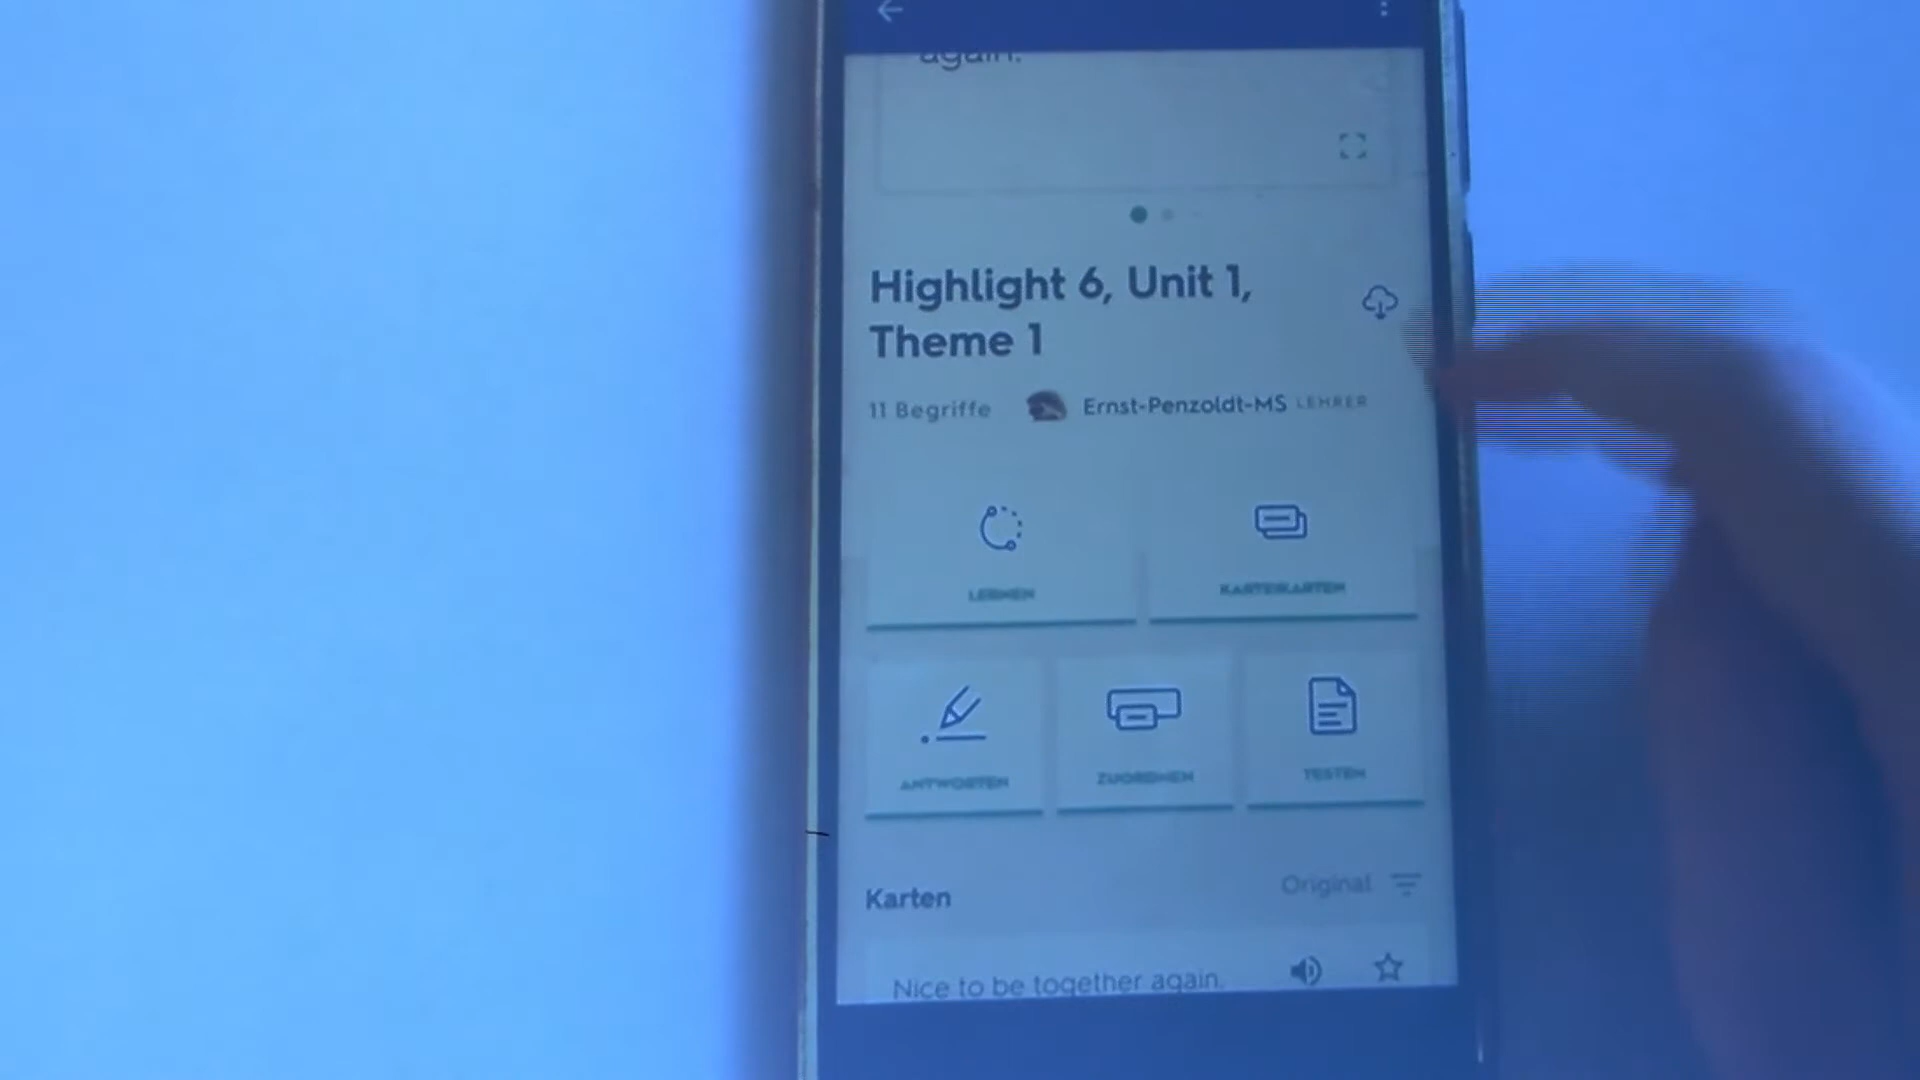 again.
Highlight 6, Unit 1,
Theme 1
11 Begriffe Ernst-Penzoldt-MS LEHRER
LERNEN KARTEIKARTEN
ANTWORTEN ZUORDNEN TESTEN
Karten Original
Nice to be together again.